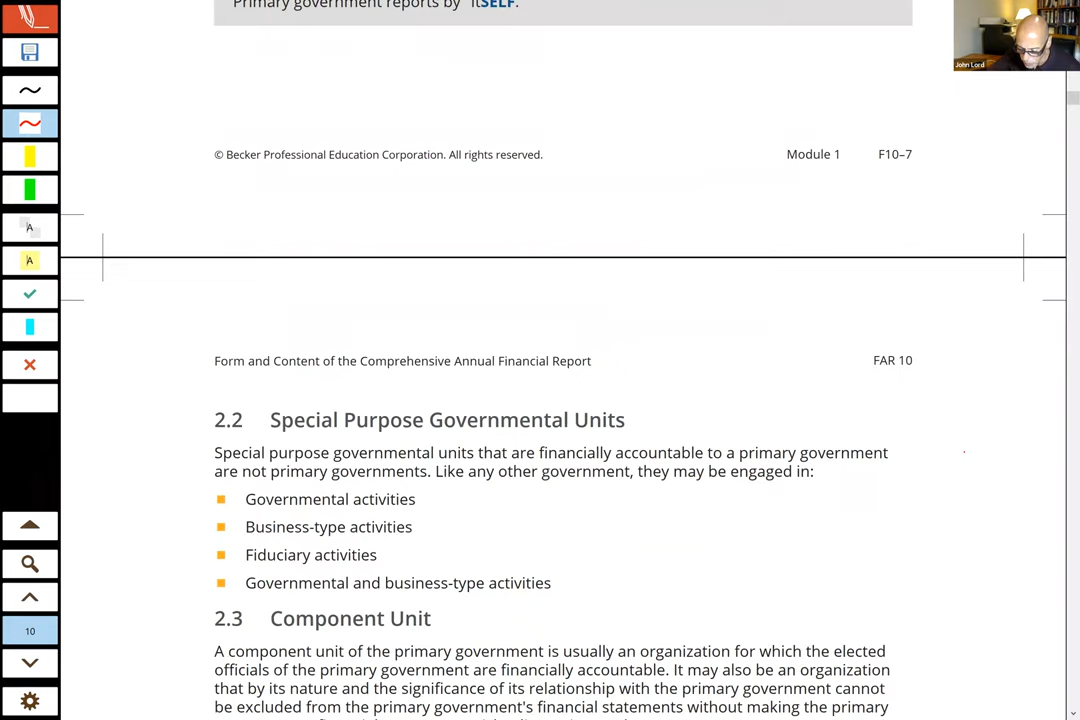 Primary government reports by "itSELF."
John Lord
© Becker Professional Education Corporation. All rights reserved.
Module 1
F10–7
A
A
Form and Content of the Comprehensive Annual Financial Report
FAR 10
2.2 Special Purpose Governmental Units
Special purpose governmental units that are financially accountable to a primary government
are not primary governments. Like any other government, they may be engaged in:
Governmental activities
Business-type activities
Fiduciary activities
Governmental and business-type activities
2.3 Component Unit
10
A component unit of the primary government is usually an organization for which the elected
officials of the primary government are financially accountable. It may also be an organization
that by its nature and the significance of its relationship with the primary government cannot
be excluded from the primary government's financial statements without making the primary